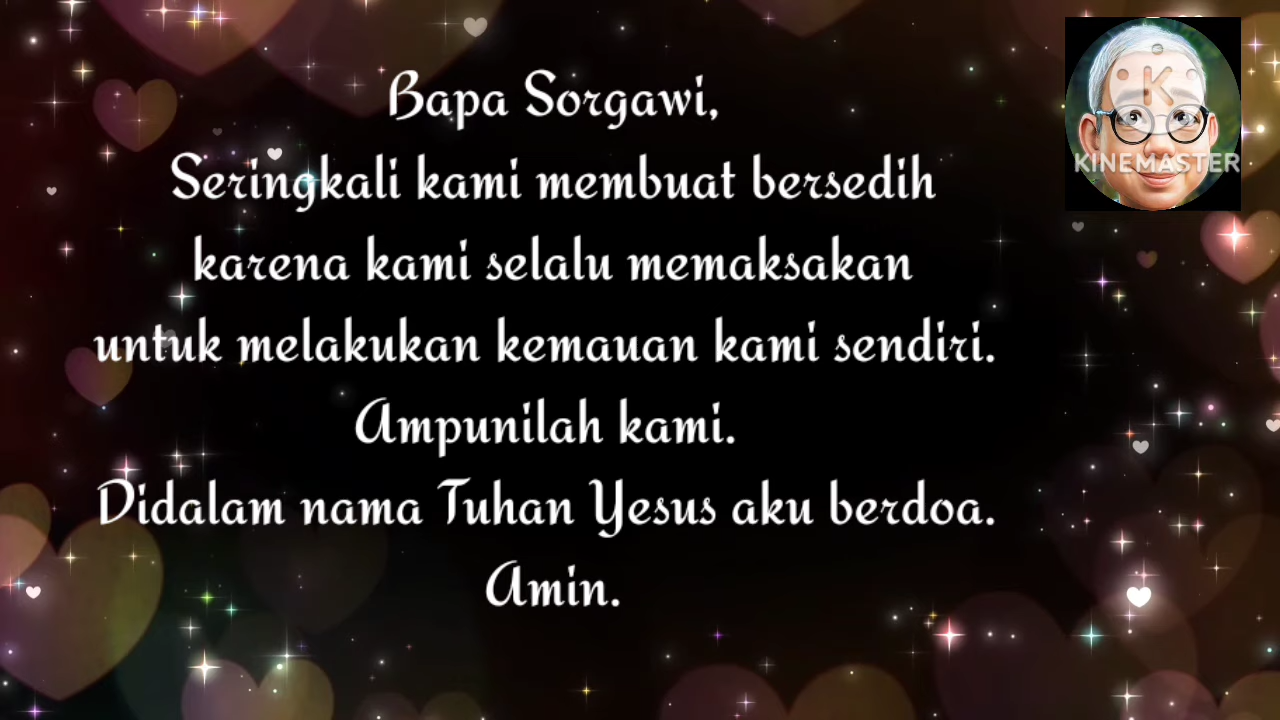 Bapa Sorgawi,
Seringkali kami membuat bersedih
karena kami selalu memaksakan
untuk melakukan kemauan kami sendiri.
Ampunilah kami.
Didalam nama Tuhan Yesus aku berdoa.
Amin.
K
KINEMASTER